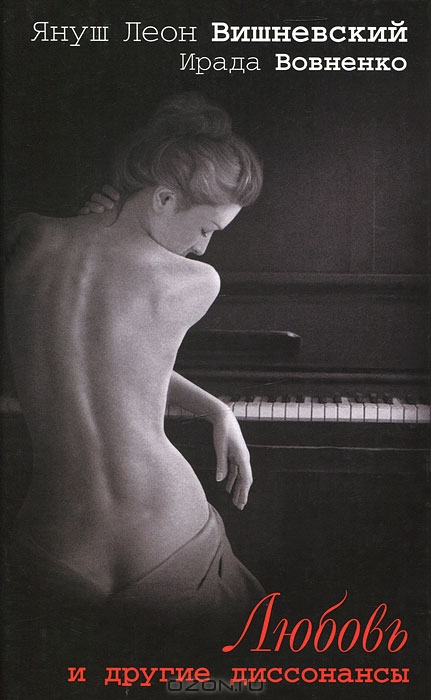 Януш Леон Вишневский
Ирада Вовненко
Любовь
и другие диссонансы
ozon.ru